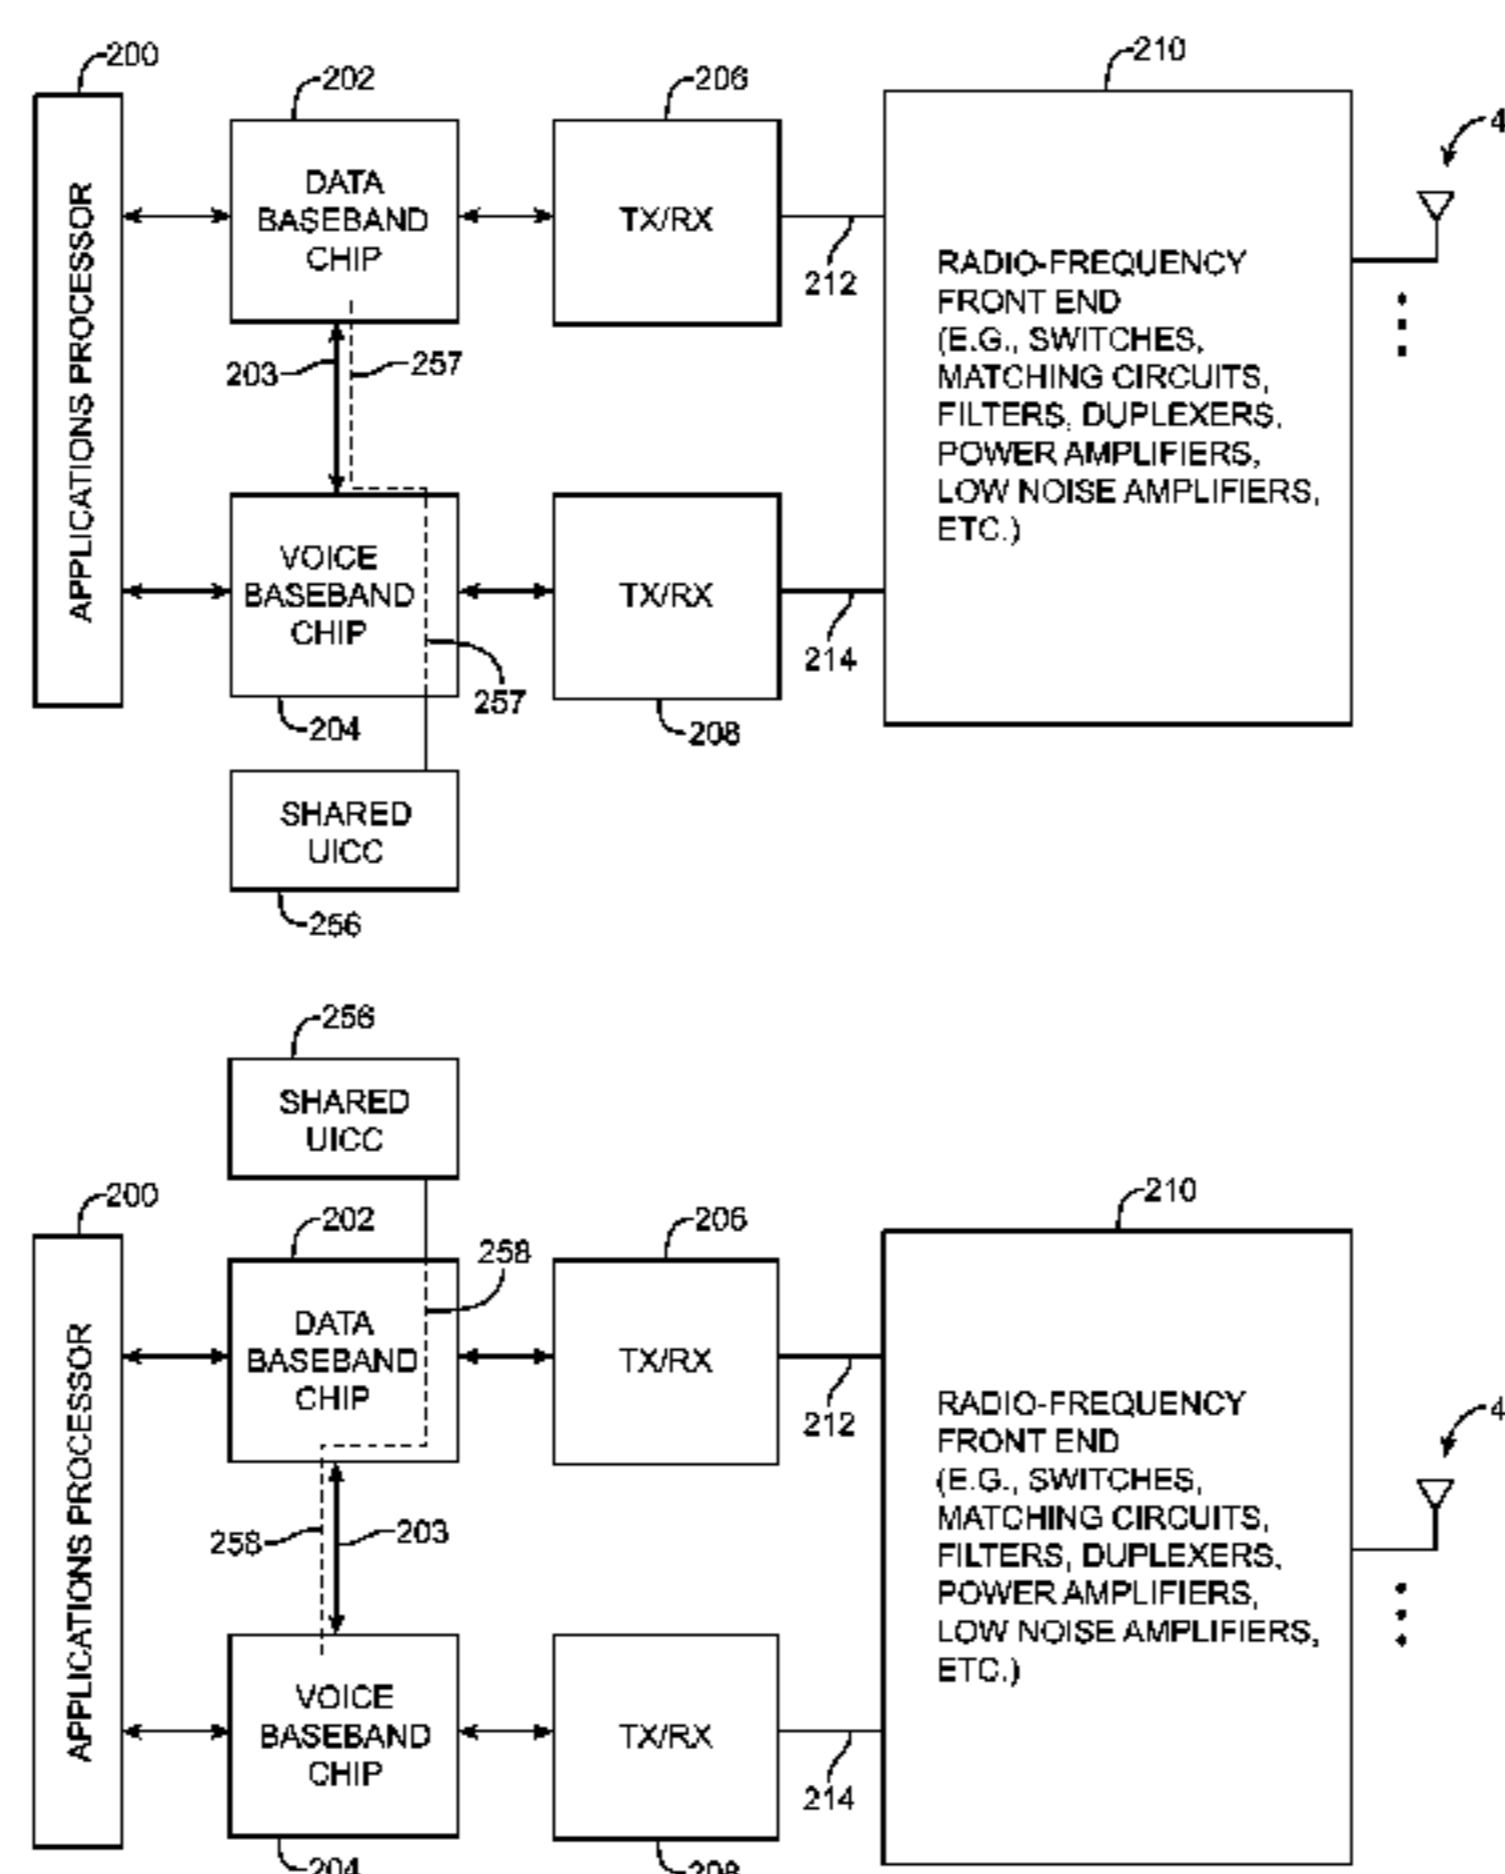 200
202
206
210
4
APPLICATIONS PROCESSOR
DATA
BASEBAND
CHIP
TX/RX
212
RADIO-FREQUENCY
FRONT END
(E.G., SWITCHES,
MATCHING CIRCUITS,
FILTERS, DUPLEXERS,
POWER AMPLIFIERS,
LOW NOISE AMPLIFIERS,
ETC.)
203
257
VOICE
BASEBAND
CHIP
TX/RX
214
257
204
208
SHARED
UICC
256
256
SHARED
UICC
200
202
258
206
210
4
APPLICATIONS PROCESSOR
DATA
BASEBAND
CHIP
TX/RX
212
RADIO-FREQUENCY
FRONT END
(E.G., SWITCHES,
MATCHING CIRCUITS,
FILTERS, DUPLEXERS,
POWER AMPLIFIERS,
LOW NOISE AMPLIFIERS,
ETC.)
258
203
VOICE
BASEBAND
CHIP
TX/RX
214
204
208